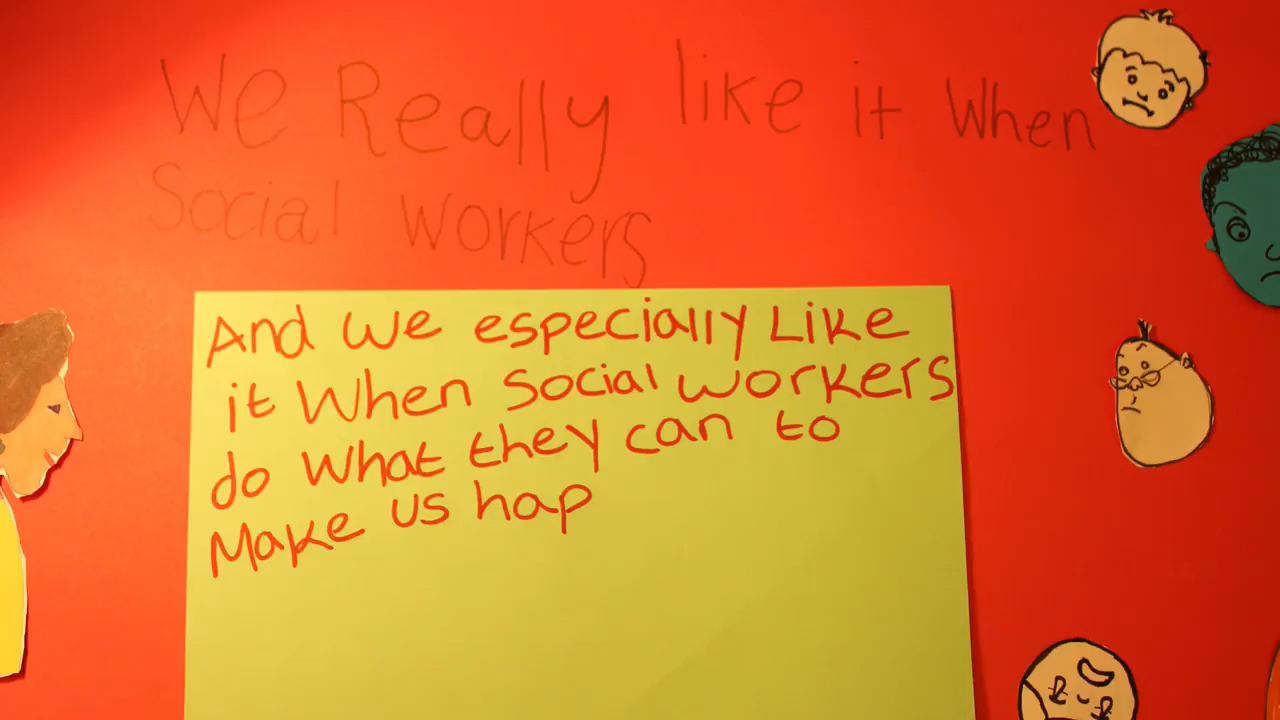 We Really like it When
Social workers
And we especially Like
it When Social workers
do What they can to
Make us hap